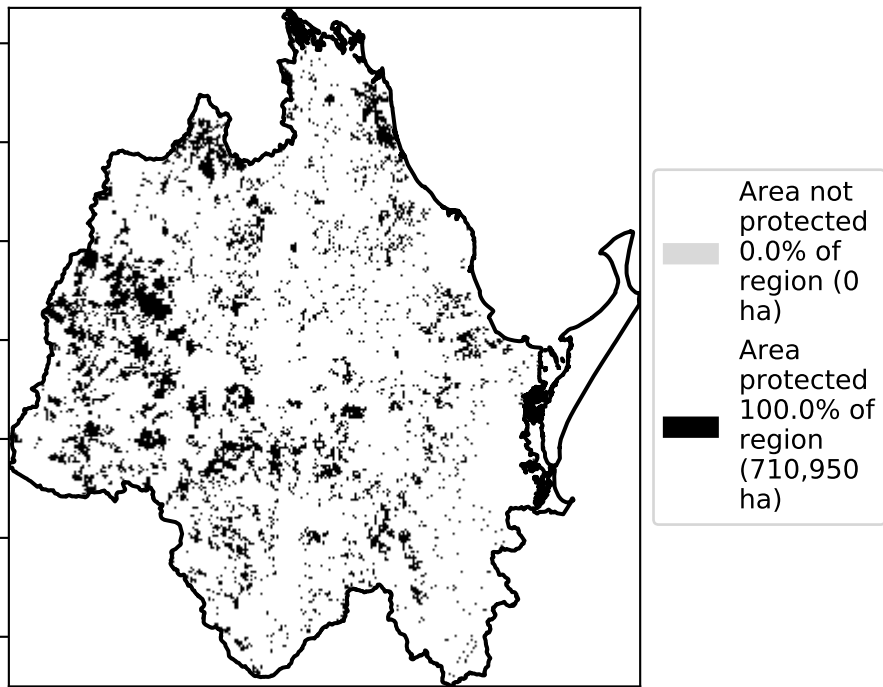 Area not
protected
0.0% of
region (0
ha)
Area
protected
100.0% of
region
(710,950
ha)